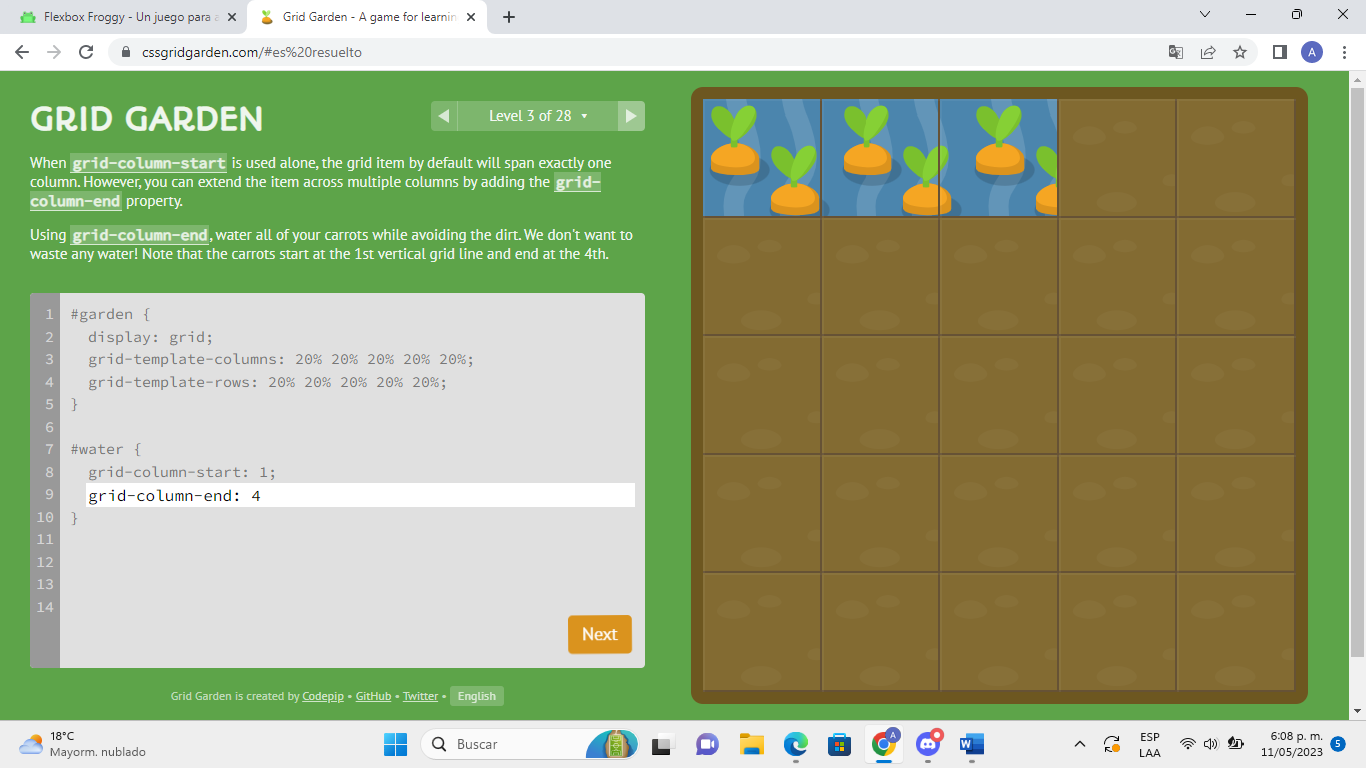 Flexbox Froggy - Un juego para a
Grid Garden - A game for learnin
cssgridgarden.com/#es%20resuelto
A
GRID GARDEN
Level 3 of 28
When grid-column-start is used alone, the grid item by default will span exactly one
column. However, you can extend the item across multiple columns by adding the grid-
column-end property.
Using grid-column-end, water all of your carrots while avoiding the dirt. We don't want to
waste any water! Note that the carrots start at the 1st vertical grid line and end at the 4th.
1 #garden {
2 display: grid;
3 grid-template-columns: 20% 20% 20% 20% 20%;
4 grid-template-rows: 20% 20% 20% 20% 20%;
5 }
6
7 #water {
8 grid-column-start: 1;
9 grid-column-end: 4
10 }
11
12
13
14
Next
Grid Garden is created by Codepip • GitHub • Twitter • English
18°C
Mayorm. nublado
Buscar
A
W
ESP
LAA
6:08 p. m.
11/05/2023
5